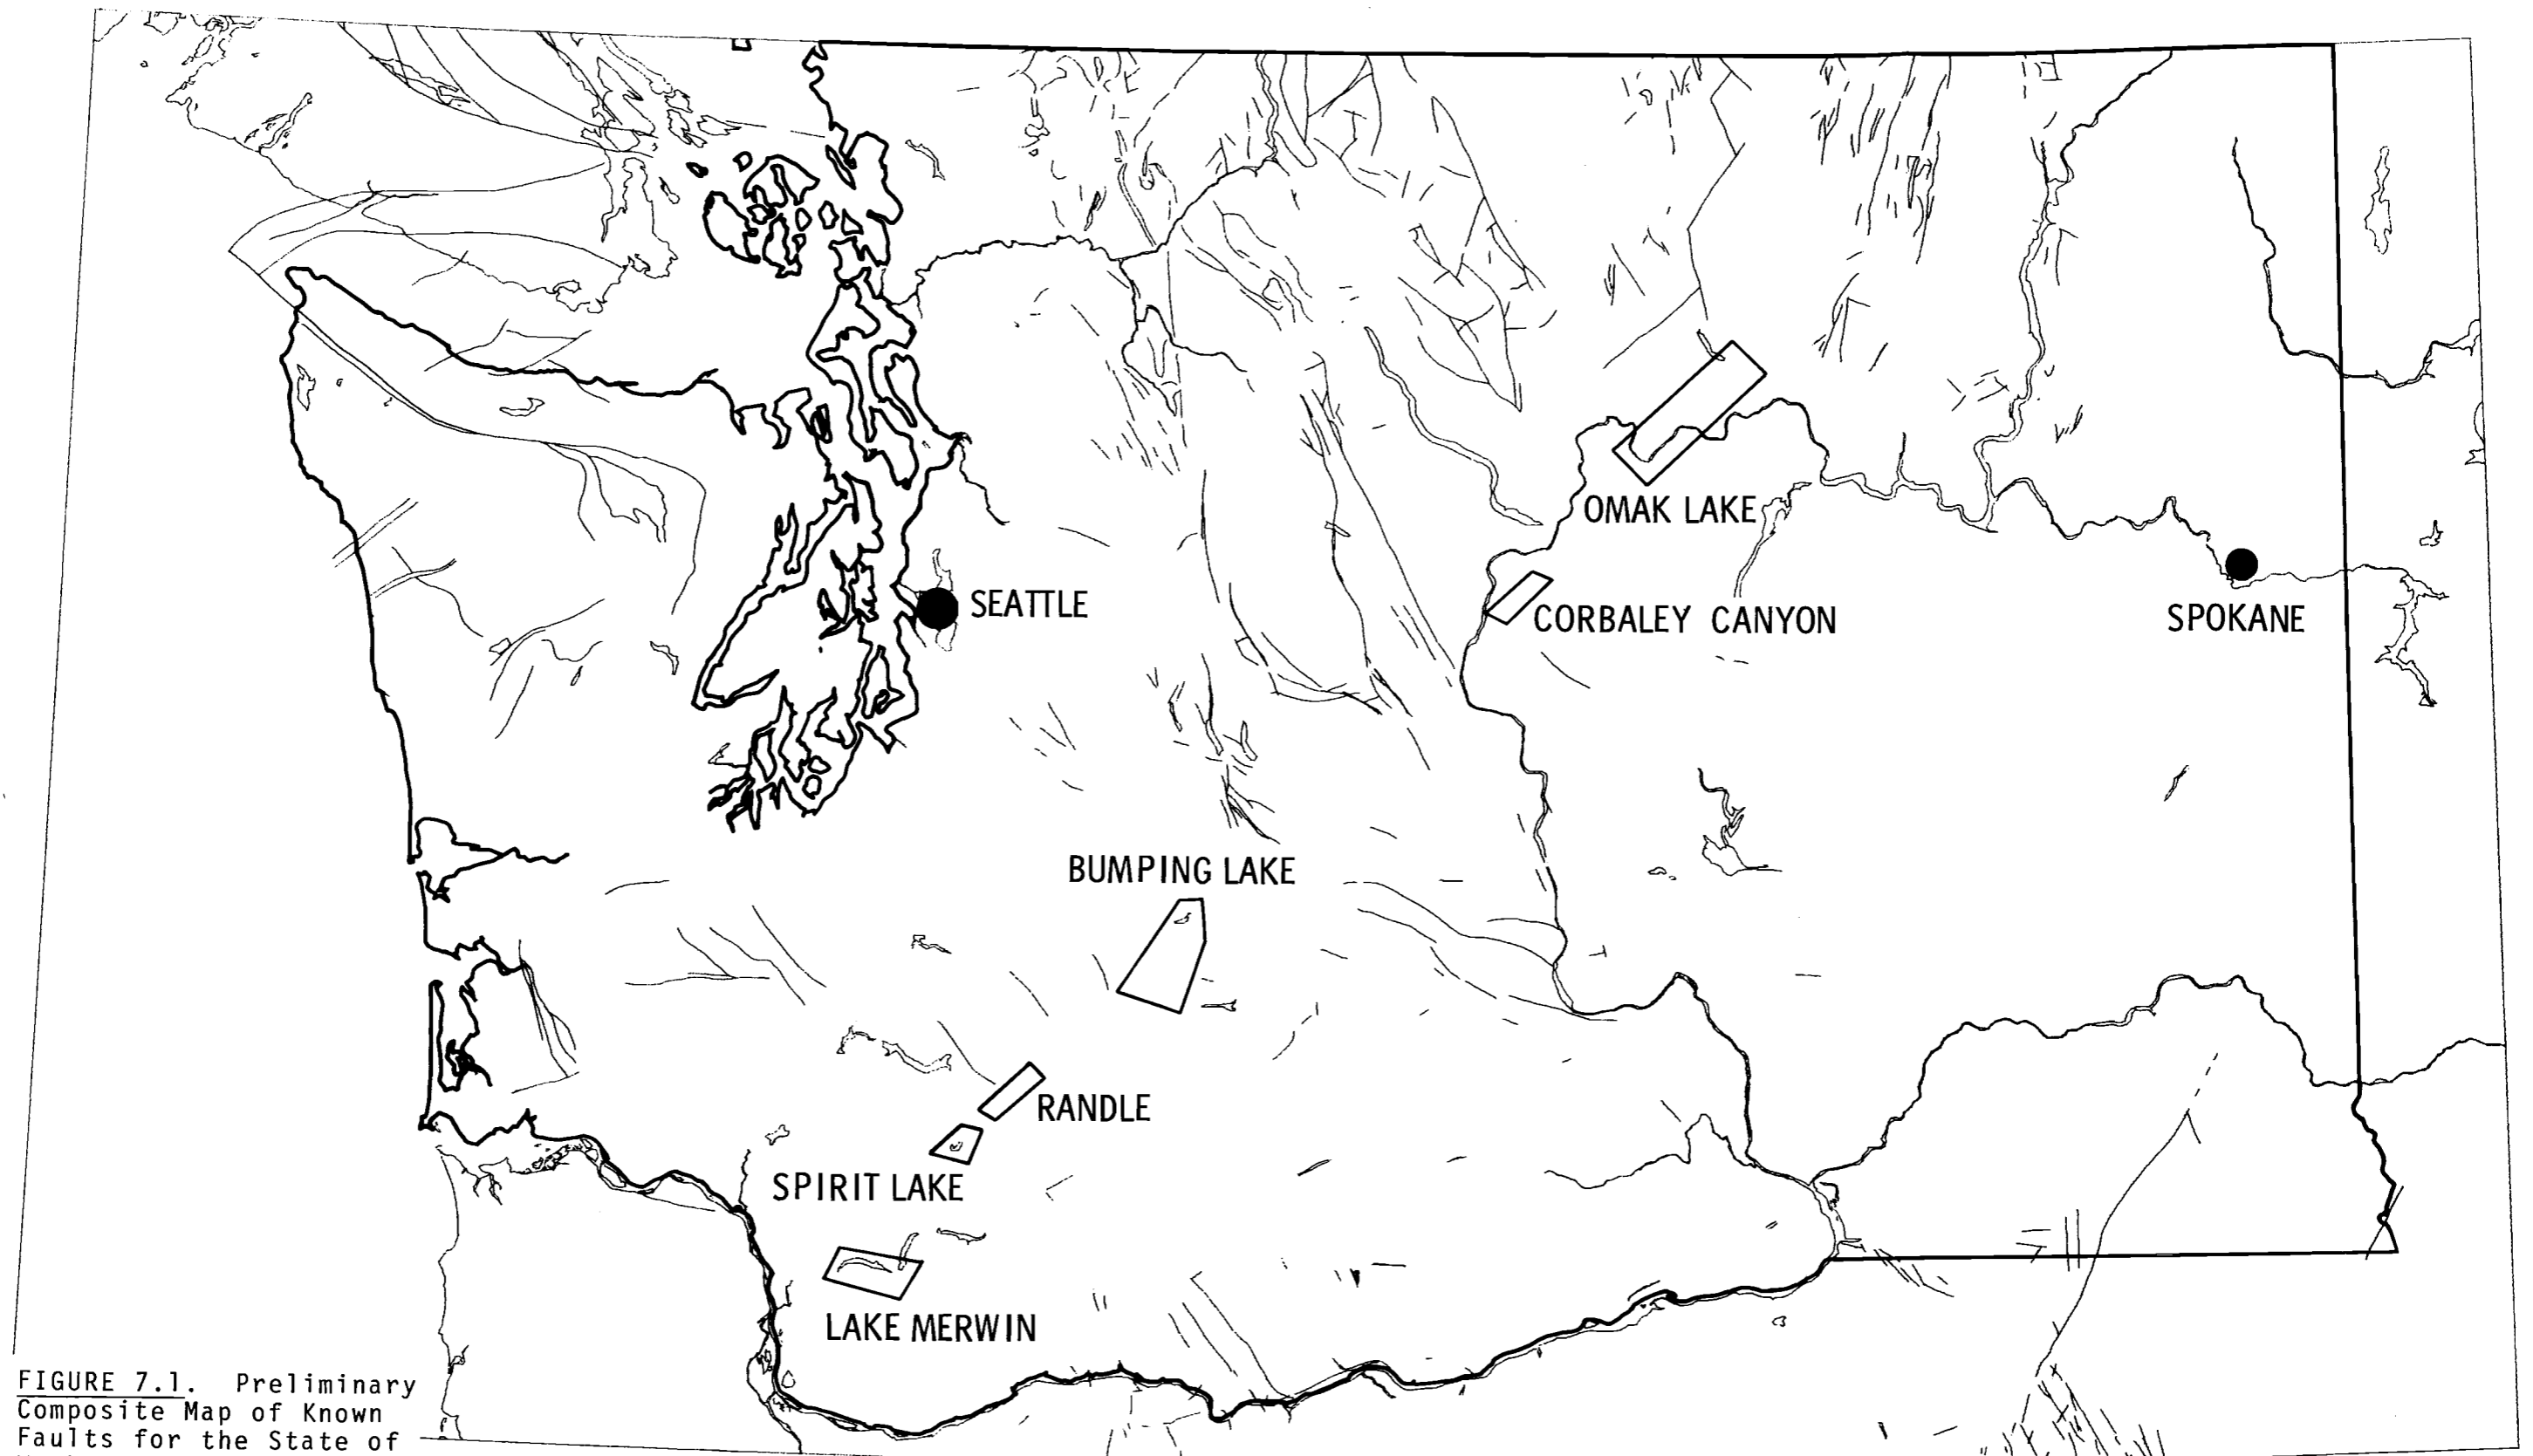 OMAK LAKE
SEATTLE
CORBALEY CANYON
SPOKANE
BUMPING LAKE
RANDLE
SPIRIT LAKE
LAKE MERWIN
FIGURE 7.1. Preliminary
Composite Map of Known
Faults for the State of